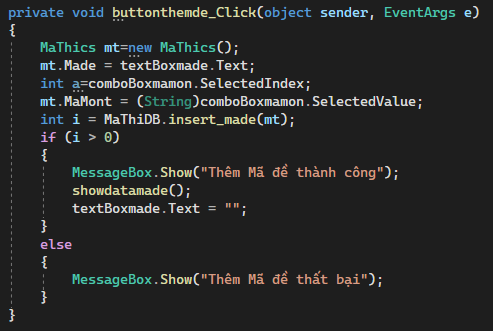 private void buttonthemde_Click(object sender, EventArgs e)
{
MaThics mt=new MaThics();
mt.Made = textBoxmade.Text;
int a=comboBoxmamon.SelectedIndex;
mt.MaMont = (String)comboBoxmamon.SelectedValue;
int i = MaThiDB.insert_made(mt);
if (i > 0)
{
MessageBox.Show("Thêm Mã đề thành công");
showdatamade();
textBoxmade.Text = "";
}
else
{
MessageBox.Show("Thêm Mã đề thất bại");
}
}